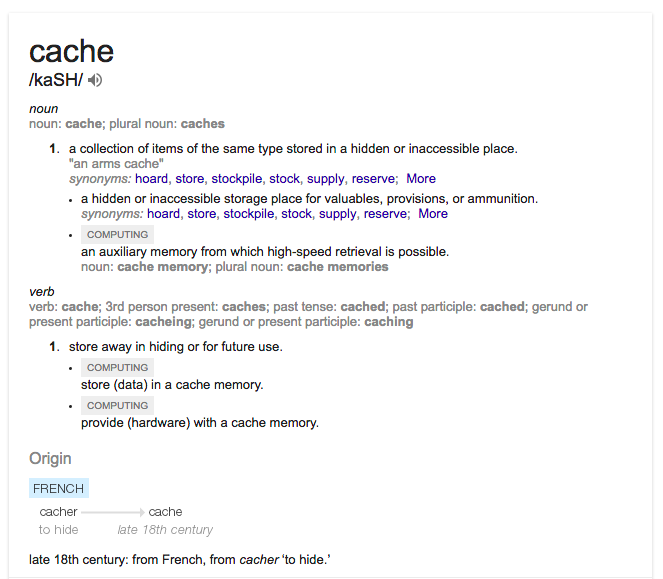 cache
/kaSH/
noun
noun: cache; plural noun: caches
1. a collection of items of the same type stored in a hidden or inaccessible place.
"an arms cache"
synonyms: hoard, store, stockpile, stock, supply, reserve; More
• a hidden or inaccessible storage place for valuables, provisions, or ammunition.
synonyms: hoard, store, stockpile, stock, supply, reserve; More
• COMPUTING
an auxiliary memory from which high-speed retrieval is possible.
noun: cache memory; plural noun: cache memories
verb
verb: cache; 3rd person present: caches; past tense: cached; past participle: cached; gerund or
present participle: cacheing; gerund or present participle: caching
1. store away in hiding or for future use.
• COMPUTING
store (data) in a cache memory.
• COMPUTING
provide (hardware) with a cache memory.
Origin
FRENCH
cacher cache
to hide late 18th century
late 18th century: from French, from cacher ‘to hide.’